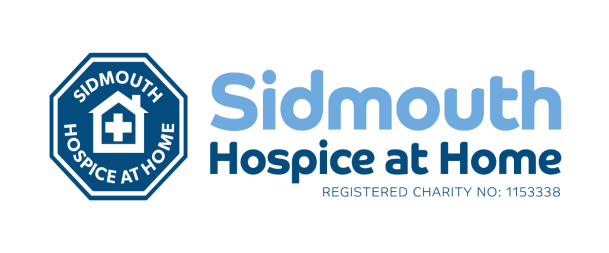 SIDMOUTH
HOSPICE AT HOME
Sidmouth
Hospice at Home
REGISTERED CHARITY NO: 1153338